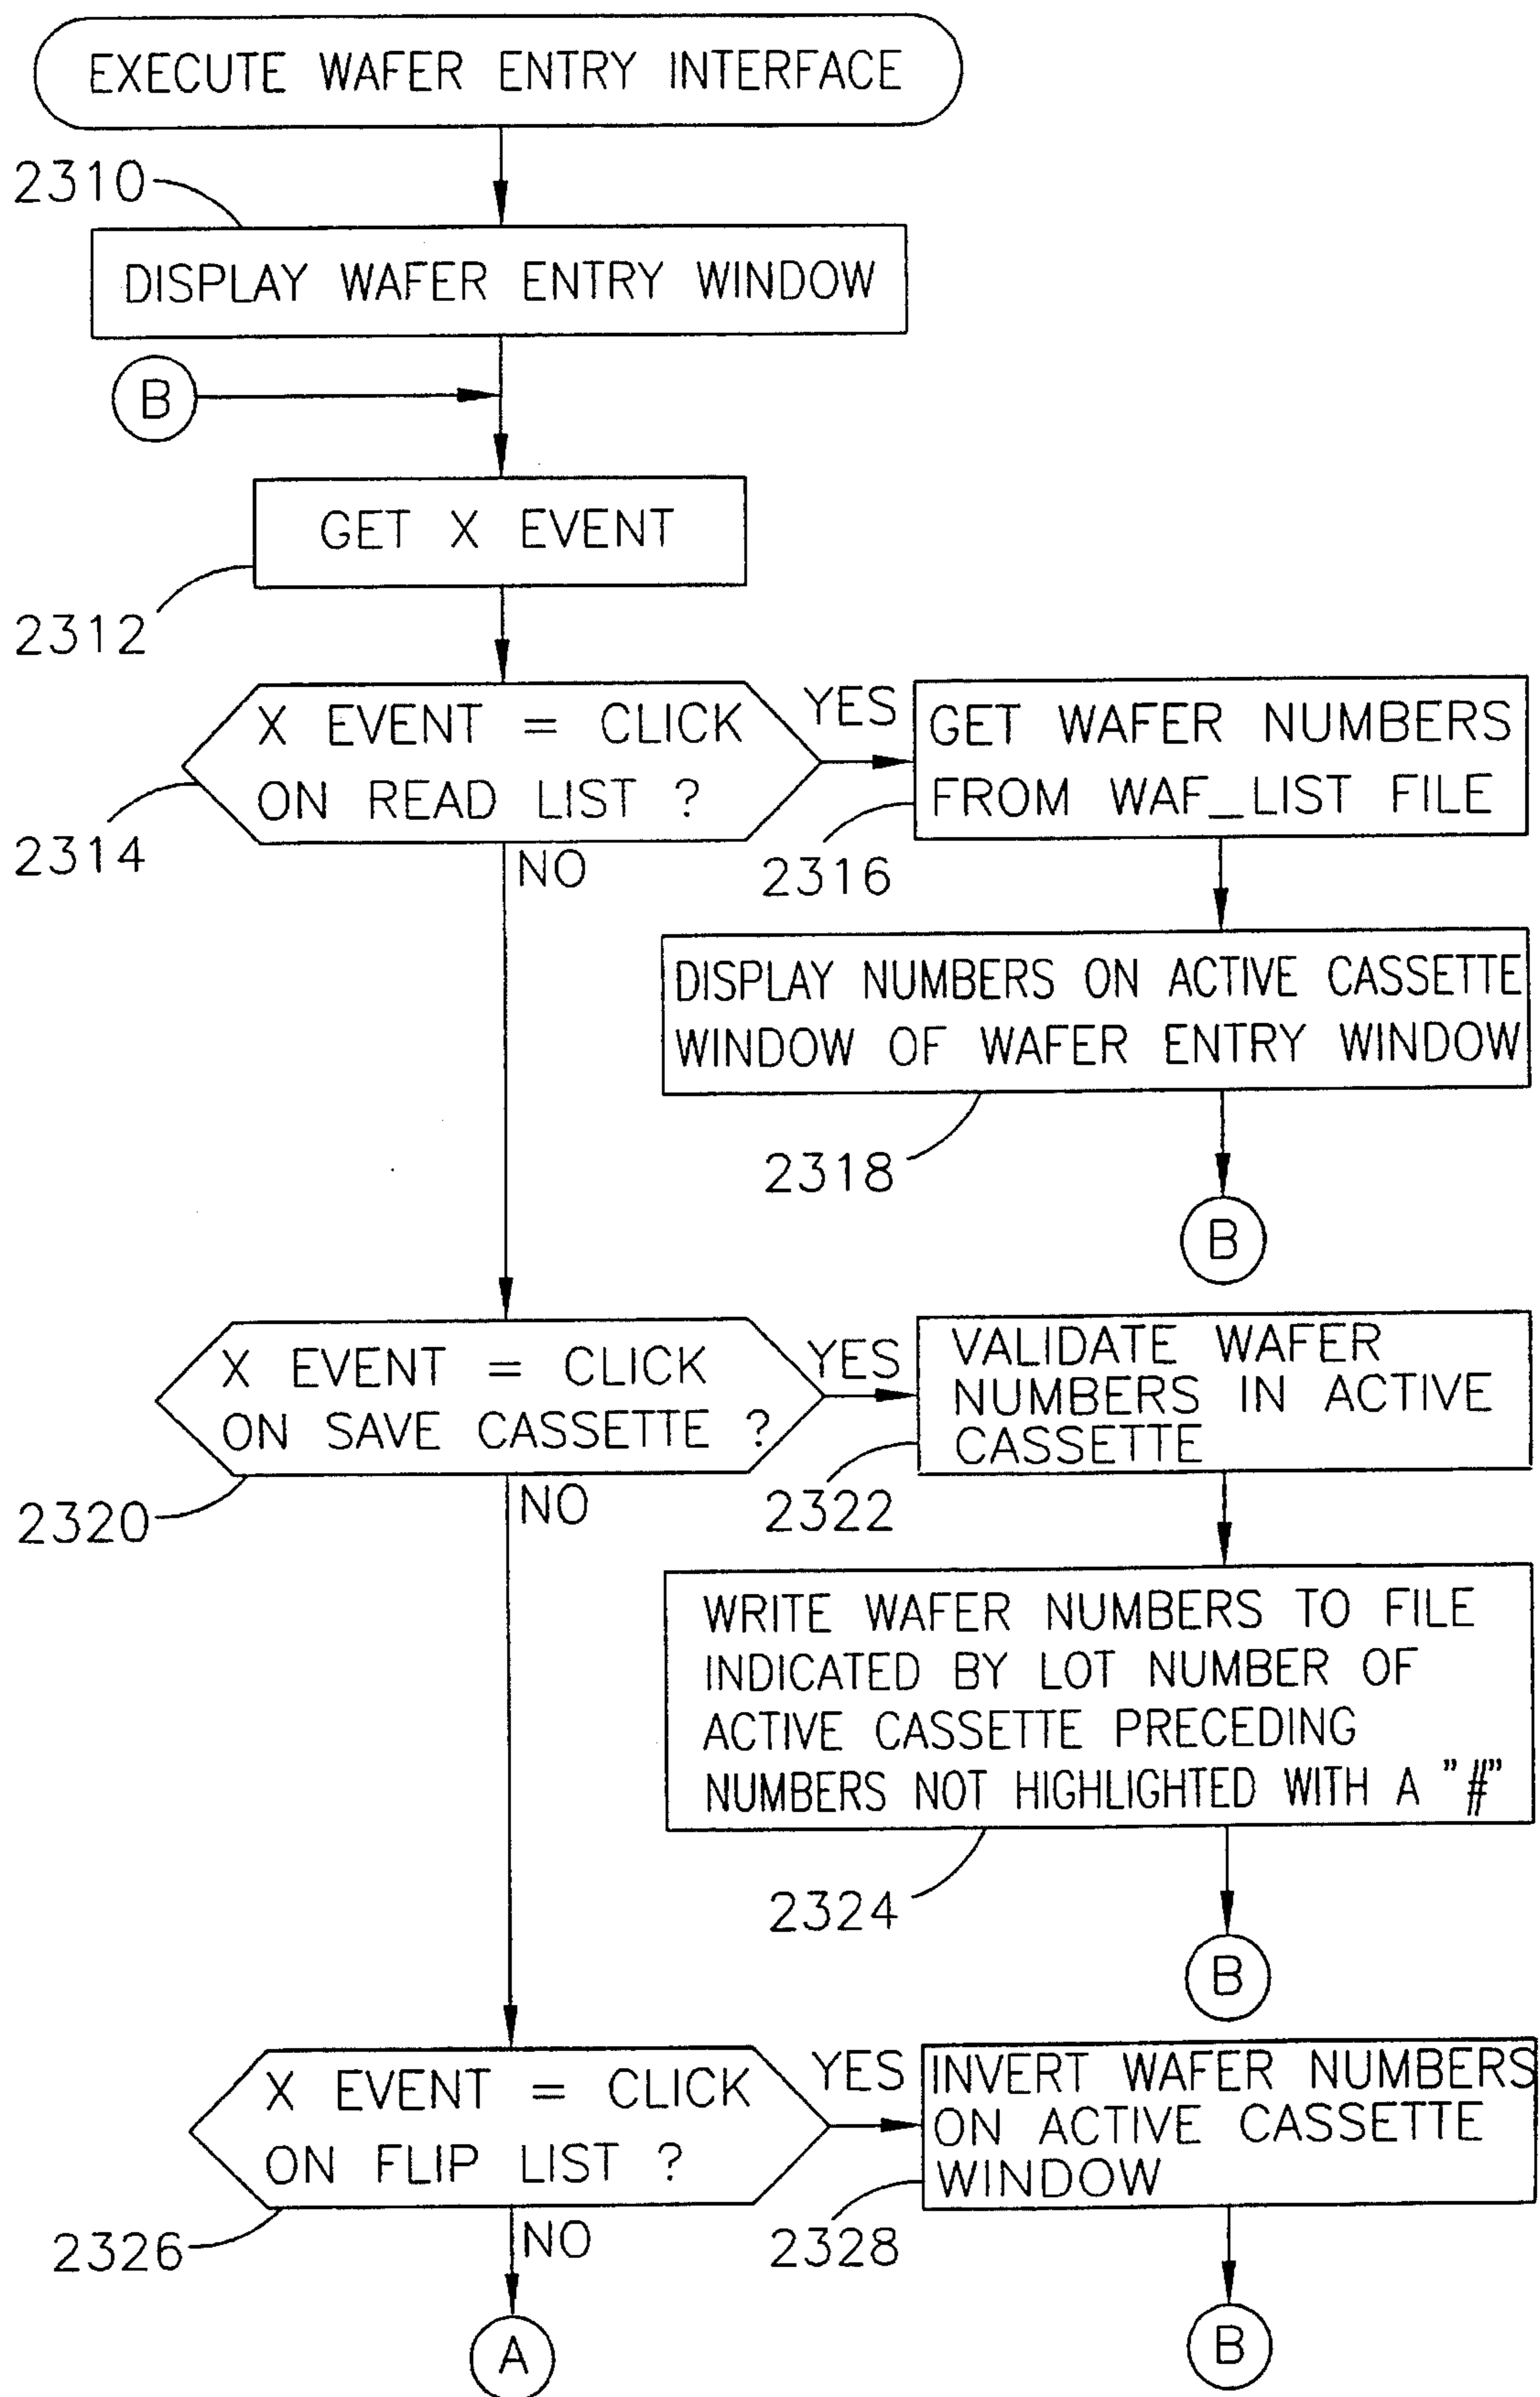 EXECUTE WAFER ENTRY INTERFACE
2310
DISPLAY WAFER ENTRY WINDOW
B
GET X EVENT
2312
X EVENT = CLICK
ON READ LIST ?
2314
YES
NO
GET WAFER NUMBERS
FROM WAF_LIST FILE
2316
DISPLAY NUMBERS ON ACTIVE CASSETTE
WINDOW OF WAFER ENTRY WINDOW
2318
B
X EVENT = CLICK
ON SAVE CASSETTE ?
2320
YES
NO
VALIDATE WAFER
NUMBERS IN ACTIVE
CASSETTE
2322
WRITE WAFER NUMBERS TO FILE
INDICATED BY LOT NUMBER OF
ACTIVE CASSETTE PRECEDING
NUMBERS NOT HIGHLIGHTED WITH A "#"
2324
B
X EVENT = CLICK
ON FLIP LIST ?
2326
YES
NO
INVERT WAFER NUMBERS
ON ACTIVE CASSETTE
WINDOW
2328
A
B